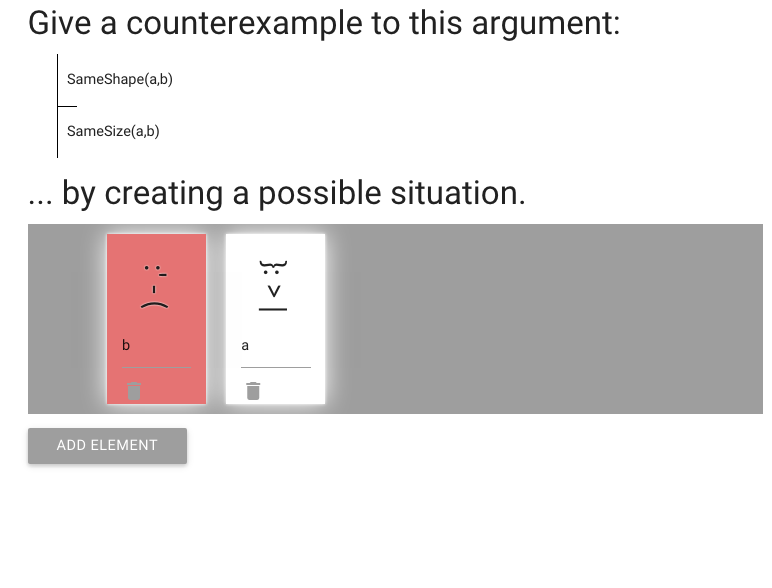 Give a counterexample to this argument:
SameShape(a,b)
SameSize(a,b)
... by creating a possible situation.
b
a
ADD ELEMENT